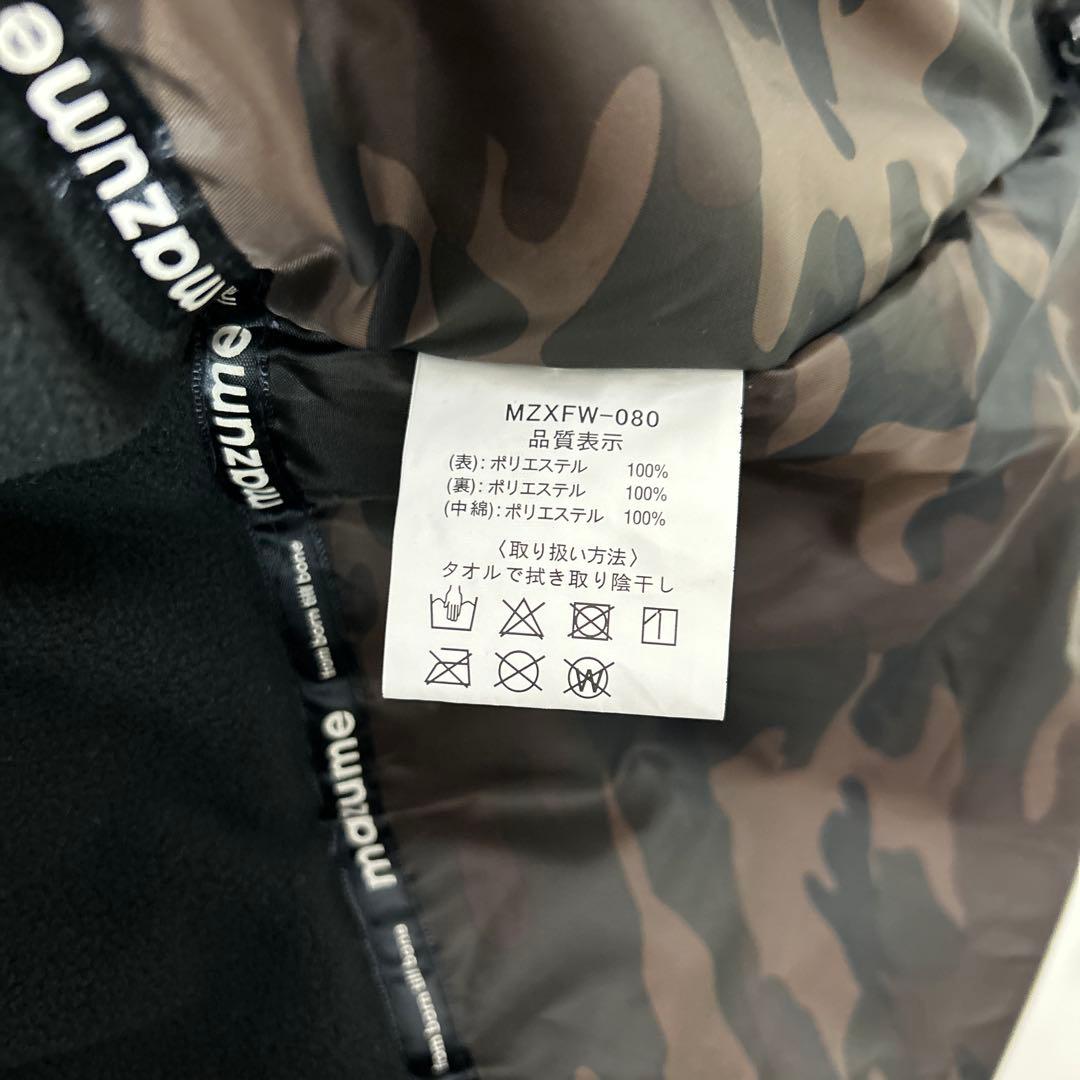 mazume
mazume
from born till bone
mazume
from born till bone
MZXFW-080
品質表示
(表):ポリエステル 100%
(裏):ポリエステル 100%
(中綿):ポリエステル 100%
〈取り扱い方法〉
タオルで拭き取り陰干し
W